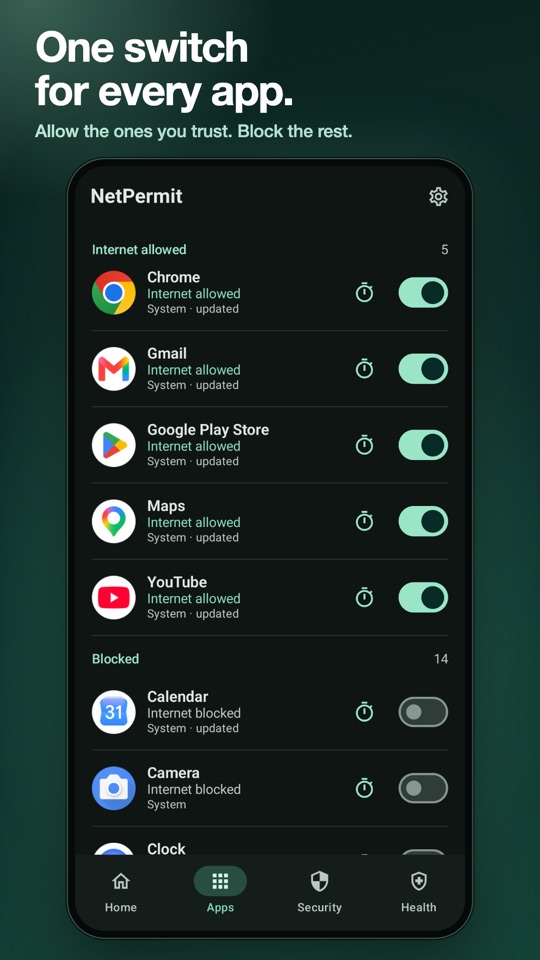 One switch
for every app.
Allow the ones you trust. Block the rest.
NetPermit
Internet allowed 5
Chrome
Internet allowed
System · updated
Gmail
Internet allowed
System · updated
Google Play Store
Internet allowed
System · updated
Maps
Internet allowed
System · updated
YouTube
Internet allowed
System · updated
Blocked 14
31
Calendar
Internet blocked
System · updated
Camera
Internet blocked
System
Clock
Home Apps Security Health